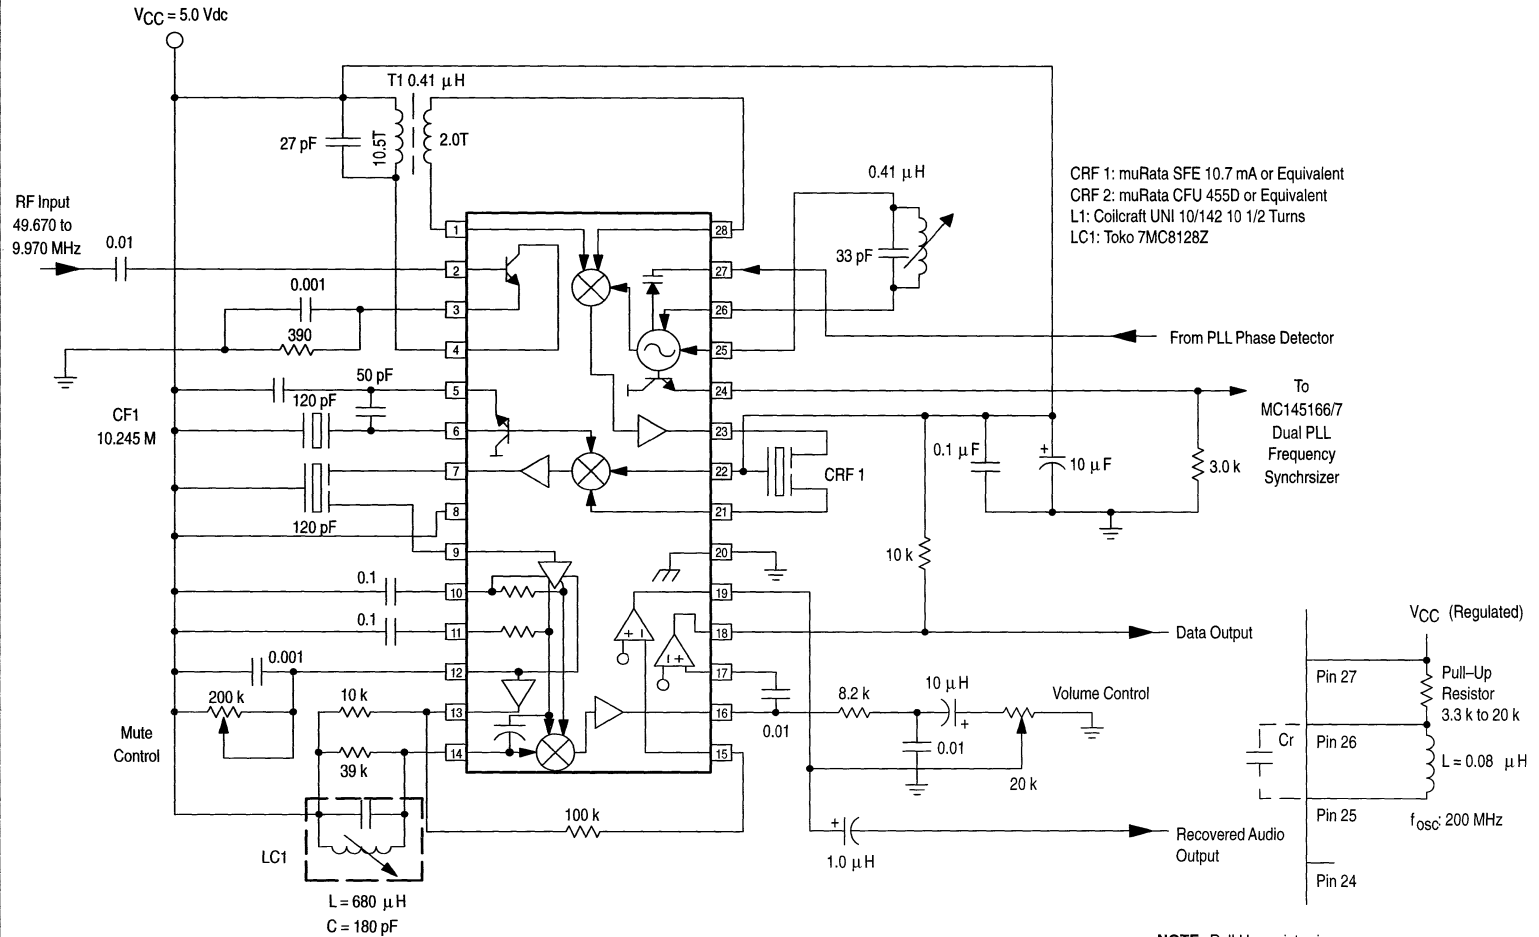 VCC = 5.0 Vdc
T1 0.41 μH
27 pF
10.5T
2.0T
RF Input
49.670 to
9.970 MHz
0.01
0.001
390
50 pF
120 pF
CF1
10.245 M
120 pF
0.1
0.1
0.001
200 k
10 k
Mute
Control
39 k
LC1
L = 680 μH
C = 180 pF
100 k
1
2
3
4
5
6
7
8
9
10
11
12
13
14
28
27
26
25
24
23
22
21
20
19
18
17
16
15
+ −
− +
0.41 μH
33 pF
CRF 1: muRata SFE 10.7 mA or Equivalent
CRF 2: muRata CFU 455D or Equivalent
L1: Coilcraft UNI 10/142 10 1/2 Turns
LC1: Toko 7MC8128Z
From PLL Phase Detector
To
MC145166/7
Dual PLL
Frequency
Synchrsizer
CRF 1
0.1 μF
+
10 μF
3.0 k
10 k
Data Output
8.2 k
10 μH
+
Volume Control
0.01
0.01
20 k
+
1.0 μH
Recovered Audio
Output
VCC (Regulated)
Pin 27
Pull–Up
Resistor
3.3 k to 20 k
Cr
Pin 26
L = 0.08 μH
Pin 25
fosc: 200 MHz
Pin 24